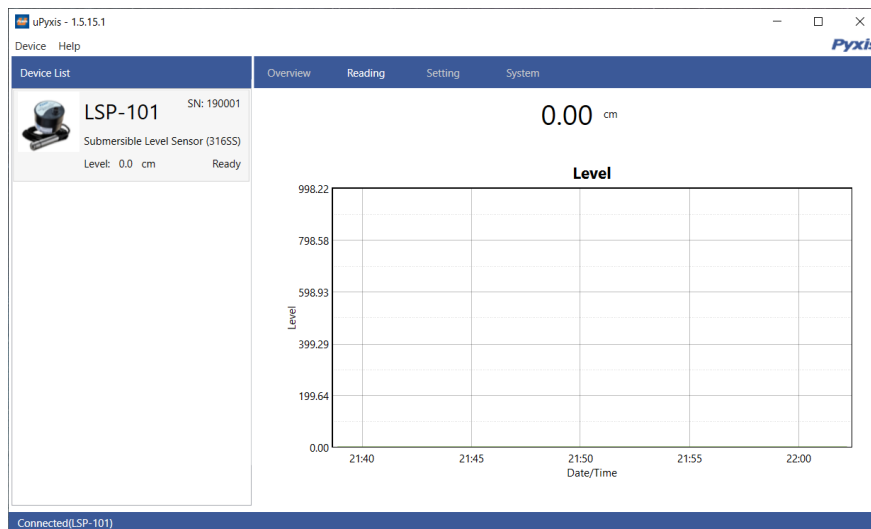 uPyxis - 1.5.15.1
Device Help
Pyxis
Device List
Overview Reading Setting System
LSP-101 SN: 190001
Submersible Level Sensor (316SS)
Level: 0.0 cm Ready
0.00 cm
Level
998.22
798.58
598.93
399.29
199.64
0.00
Level
21:40 21:45 21:50 21:55 22:00
Date/Time
Connected(LSP-101)